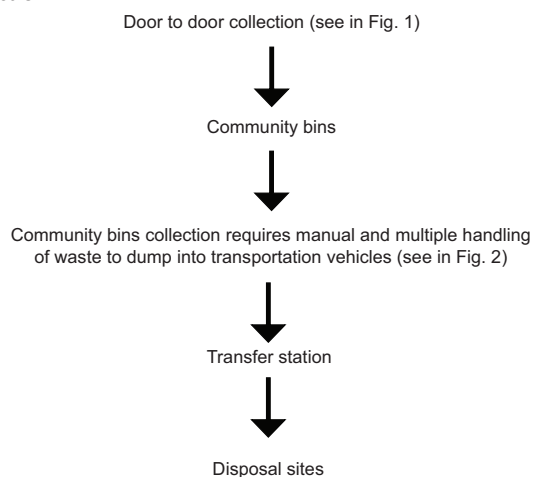 Door to door collection (see in Fig. 1)
Community bins
Community bins collection requires manual and multiple handling
of waste to dump into transportation vehicles (see in Fig. 2)
Transfer station
Disposal sites